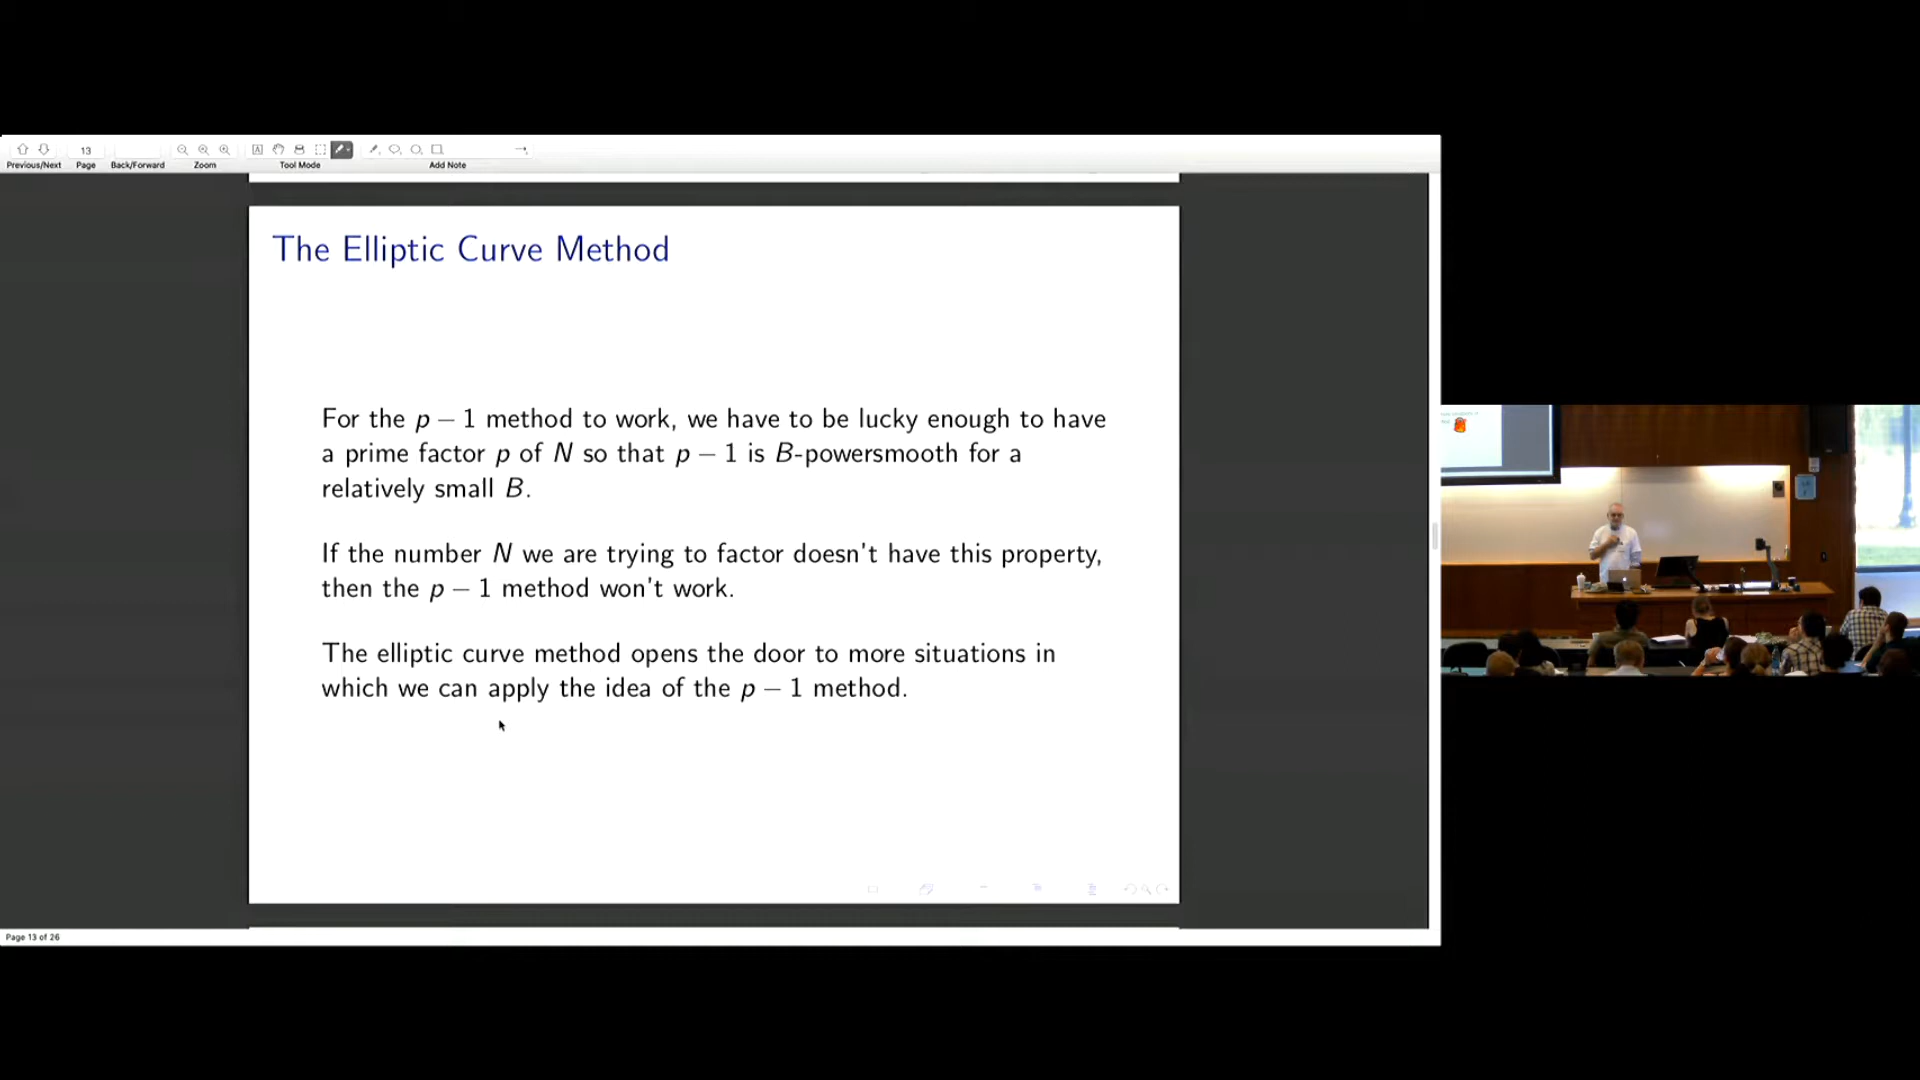 13
Previous/Next Page Back/Forward Zoom Tool Mode Add Note
The Elliptic Curve Method
For the p − 1 method to work, we have to be lucky enough to have
a prime factor p of N so that p − 1 is B-powersmooth for a
relatively small B.
If the number N we are trying to factor doesn't have this property,
then the p − 1 method won't work.
The elliptic curve method opens the door to more situations in
which we can apply the idea of the p − 1 method.
Page 13 of 26